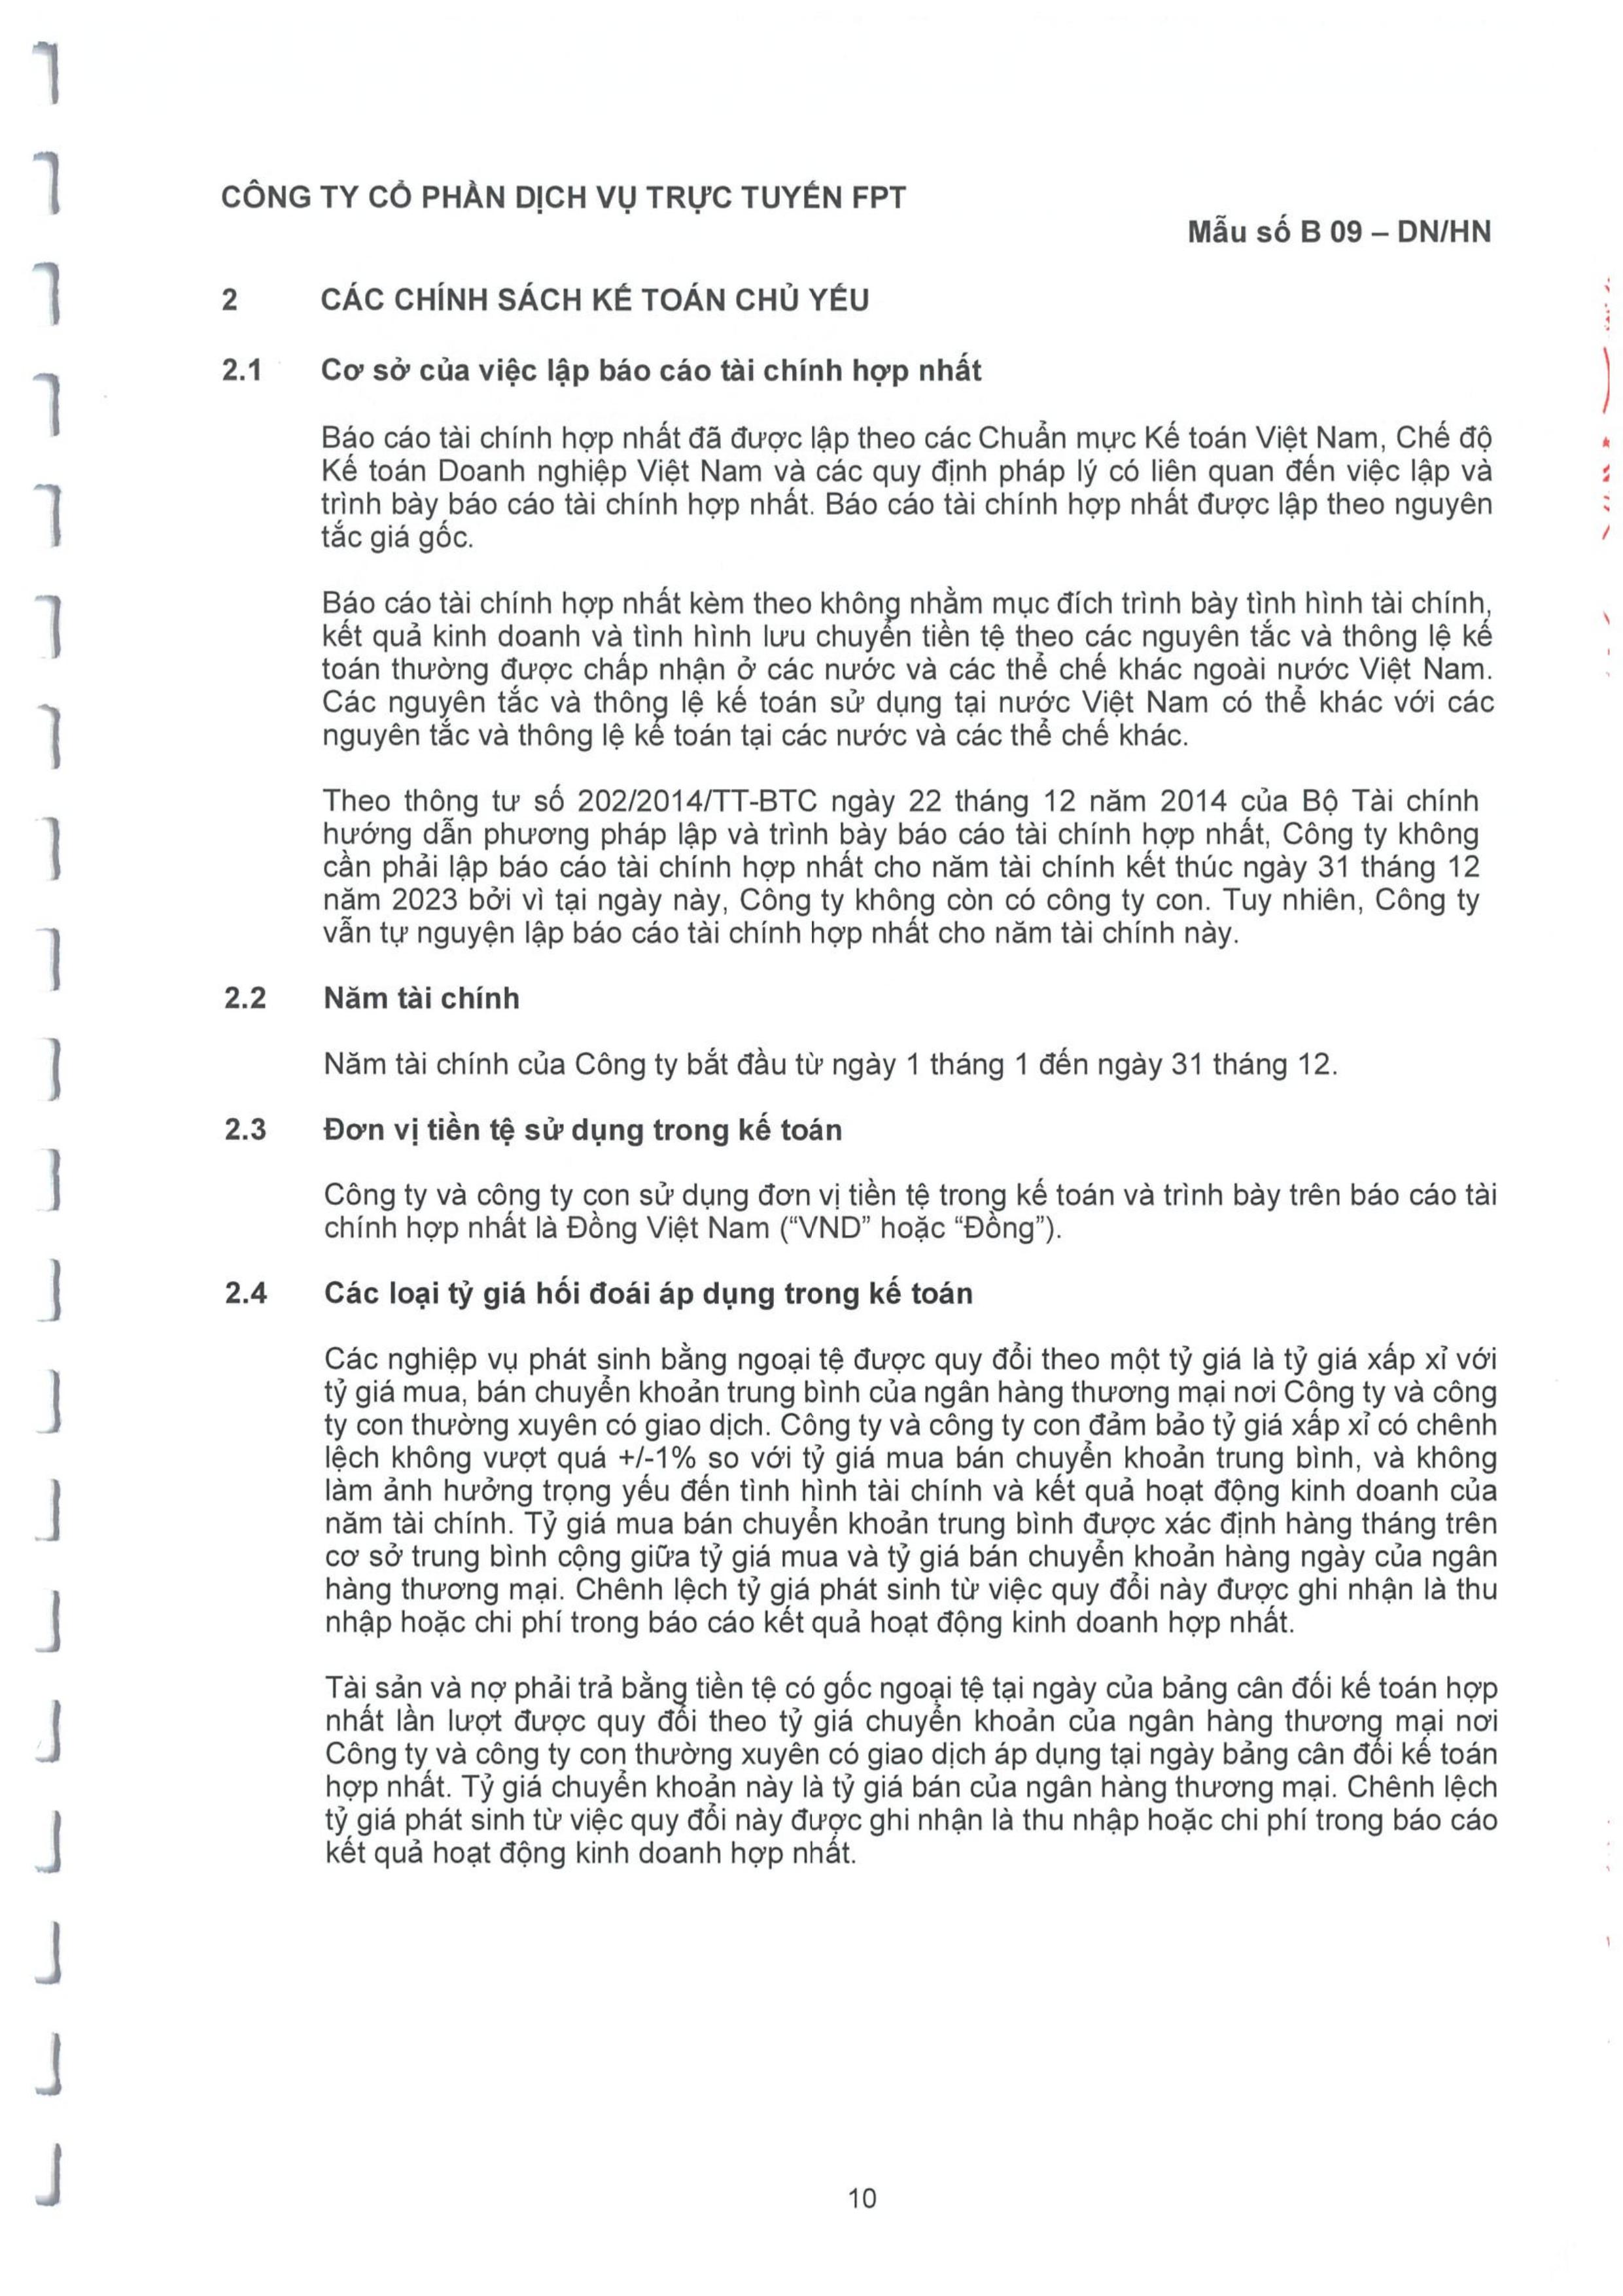 CÔNG TY CỔ PHẦN DỊCH VỤ TRỰC TUYẾN FPT
Mẫu số B 09 – DN/HN
2 CÁC CHÍNH SÁCH KẾ TOÁN CHỦ YẾU
2.1 Cơ sở của việc lập báo cáo tài chính hợp nhất
Báo cáo tài chính hợp nhất đã được lập theo các Chuẩn mực Kế toán Việt Nam, Chế độ
Kế toán Doanh nghiệp Việt Nam và các quy định pháp lý có liên quan đến việc lập và
trình bày báo cáo tài chính hợp nhất. Báo cáo tài chính hợp nhất được lập theo nguyên
tắc giá gốc.
Báo cáo tài chính hợp nhất kèm theo không nhằm mục đích trình bày tình hình tài chính,
kết quả kinh doanh và tình hình lưu chuyển tiền tệ theo các nguyên tắc và thông lệ kế
toán thường được chấp nhận ở các nước và các thể chế khác ngoài nước Việt Nam.
Các nguyên tắc và thông lệ kế toán sử dụng tại nước Việt Nam có thể khác với các
nguyên tắc và thông lệ kế toán tại các nước và các thể chế khác.
Theo thông tư số 202/2014/TT-BTC ngày 22 tháng 12 năm 2014 của Bộ Tài chính
hướng dẫn phương pháp lập và trình bày báo cáo tài chính hợp nhất, Công ty không
cần phải lập báo cáo tài chính hợp nhất cho năm tài chính kết thúc ngày 31 tháng 12
năm 2023 bởi vì tại ngày này, Công ty không còn có công ty con. Tuy nhiên, Công ty
vẫn tự nguyện lập báo cáo tài chính hợp nhất cho năm tài chính này.
2.2 Năm tài chính
Năm tài chính của Công ty bắt đầu từ ngày 1 tháng 1 đến ngày 31 tháng 12.
2.3 Đơn vị tiền tệ sử dụng trong kế toán
Công ty và công ty con sử dụng đơn vị tiền tệ trong kế toán và trình bày trên báo cáo tài
chính hợp nhất là Đồng Việt Nam (“VND” hoặc “Đồng”).
2.4 Các loại tỷ giá hối đoái áp dụng trong kế toán
Các nghiệp vụ phát sinh bằng ngoại tệ được quy đổi theo một tỷ giá là tỷ giá xấp xỉ với
tỷ giá mua, bán chuyển khoản trung bình của ngân hàng thương mại nơi Công ty và công
ty con thường xuyên có giao dịch. Công ty và công ty con đảm bảo tỷ giá xấp xỉ có chênh
lệch không vượt quá +/-1% so với tỷ giá mua bán chuyển khoản trung bình, và không
làm ảnh hưởng trọng yếu đến tình hình tài chính và kết quả hoạt động kinh doanh của
năm tài chính. Tỷ giá mua bán chuyển khoản trung bình được xác định hàng tháng trên
cơ sở trung bình cộng giữa tỷ giá mua và tỷ giá bán chuyển khoản hàng ngày của ngân
hàng thương mại. Chênh lệch tỷ giá phát sinh từ việc quy đổi này được ghi nhận là thu
nhập hoặc chi phí trong báo cáo kết quả hoạt động kinh doanh hợp nhất.
Tài sản và nợ phải trả bằng tiền tệ có gốc ngoại tệ tại ngày của bảng cân đối kế toán hợp
nhất lần lượt được quy đổi theo tỷ giá chuyển khoản của ngân hàng thương mại nơi
Công ty và công ty con thường xuyên có giao dịch áp dụng tại ngày bảng cân đối kế toán
hợp nhất. Tỷ giá chuyển khoản này là tỷ giá bán của ngân hàng thương mại. Chênh lệch
tỷ giá phát sinh từ việc quy đổi này được ghi nhận là thu nhập hoặc chi phí trong báo cáo
kết quả hoạt động kinh doanh hợp nhất.
10